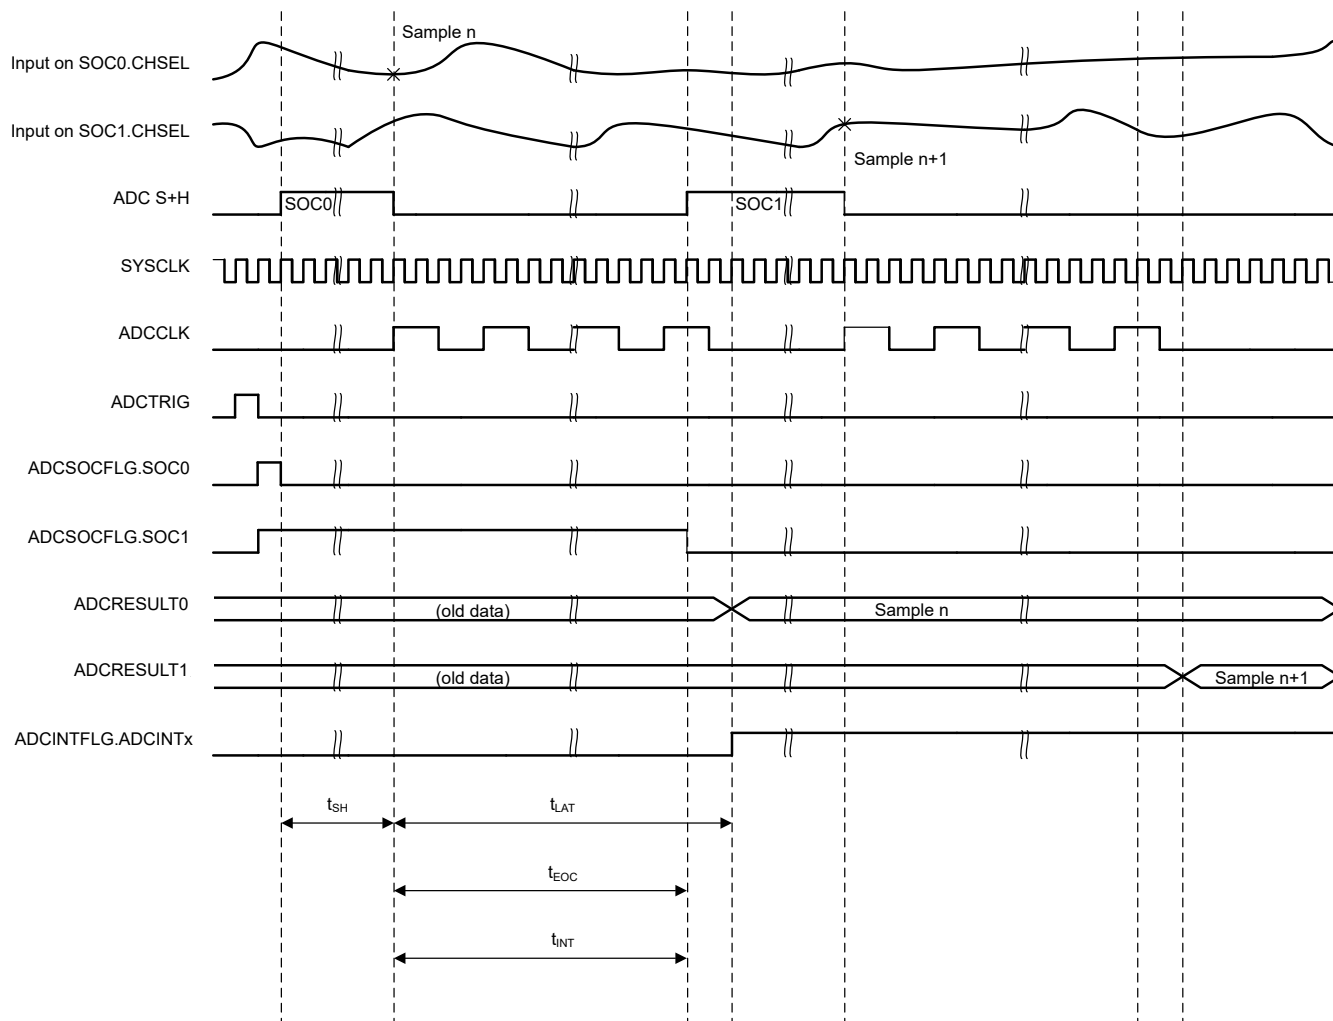 Sample n
Input on SOC0.CHSEL
Input on SOC1.CHSEL
Sample n+1
ADC S+H
SOC0
SOC1
SYSCLK
ADCCLK
ADCTRIG
ADCSOCFLG.SOC0
ADCSOCFLG.SOC1
ADCRESULT0
(old data)
Sample n
ADCRESULT1
(old data)
Sample n+1
ADCINTFLG.ADCINTx
tSH
tLAT
tEOC
tINT